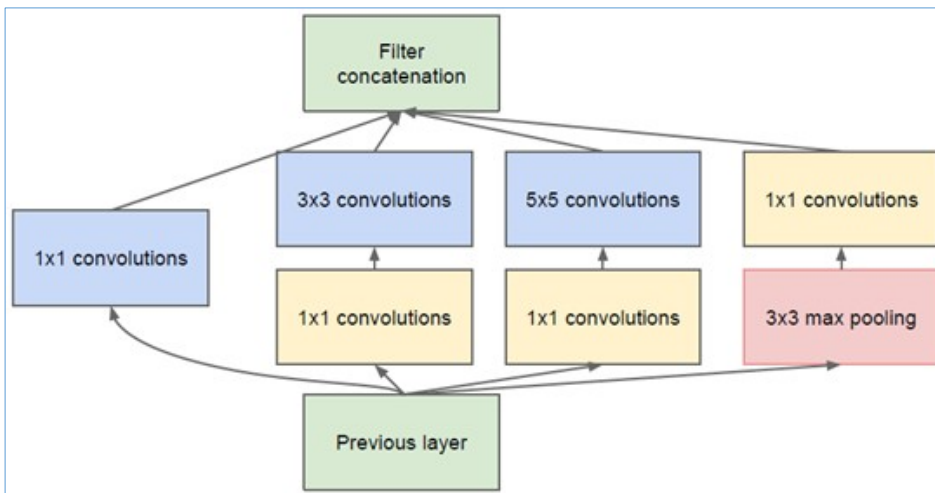 Filter
concatenation
3x3 convolutions
5x5 convolutions
1x1 convolutions
1x1 convolutions
1x1 convolutions
1x1 convolutions
3x3 max pooling
Previous layer